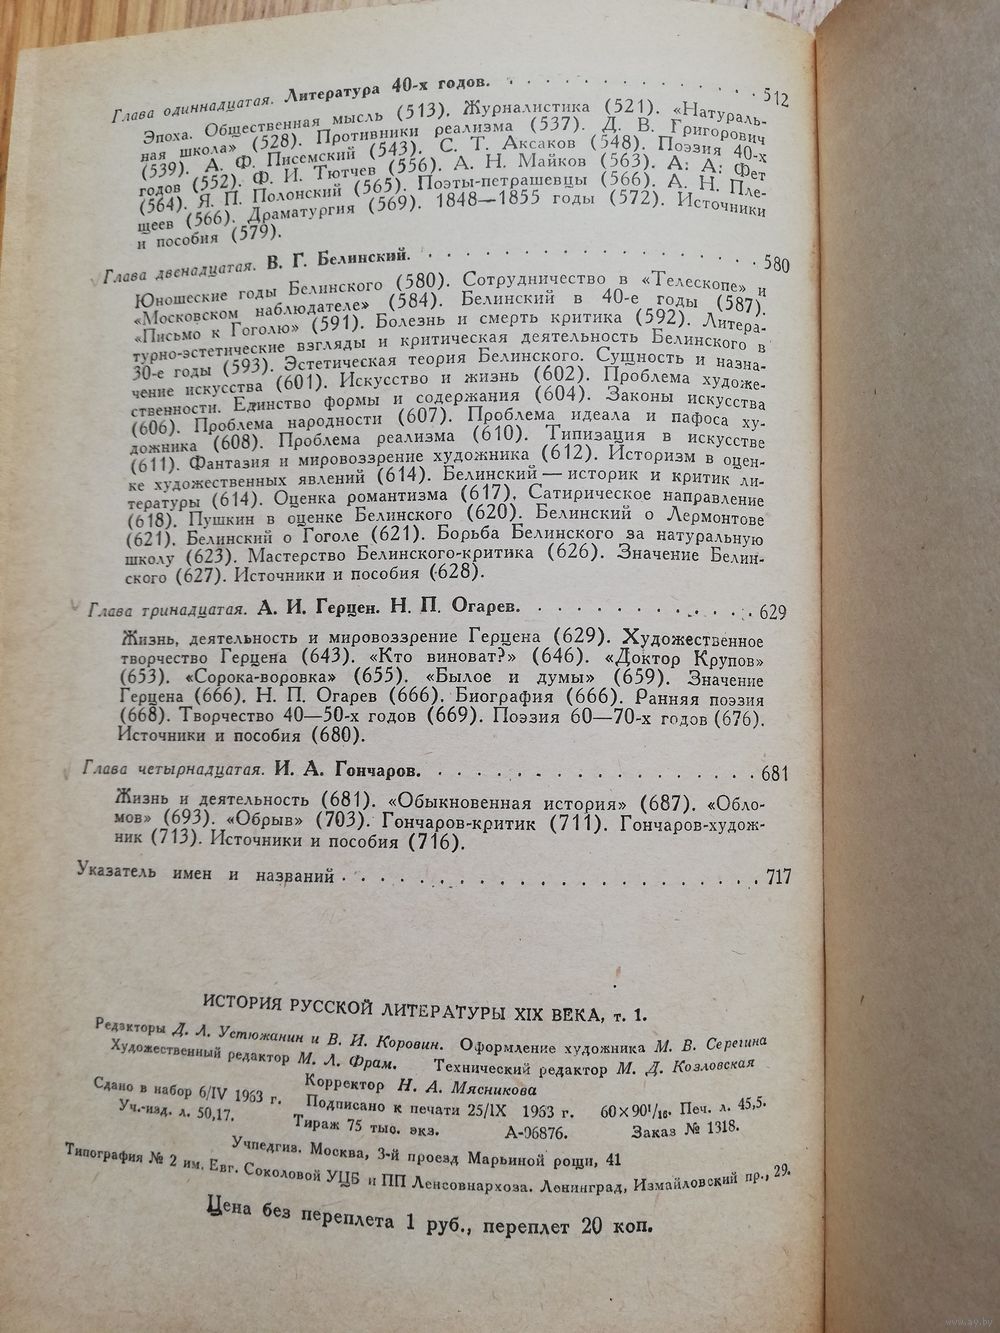 Глава одиннадцатая. Литература 40-х годов. . . . . . . . . . . . . . 512
Эпоха. Общественная мысль (513). Журналистика (521). «Натураль-
ная школа» (528). Противники реализма (537). Д. В. Григорович
(539). А. Ф. Писемский (543). С. Т. Аксаков (548). Поэзия 40-х
годов (552). Ф. И. Тютчев (556). А. Н. Майков (563). А. А. Фет
(564). Я. П. Полонский (565). Поэты-петрашевцы (566). А. Н. Пле-
щеев (566). Драматургия (569). 1848—1855 годы (572). Источники
и пособия (579).
Глава двенадцатая. В. Г. Белинский. . . . . . . . . . . . . . . . . 580
Юношеские годы Белинского (580). Сотрудничество в «Телескопе» и
«Московском наблюдателе» (584). Белинский в 40-е годы (587).
«Письмо к Гоголю» (591). Болезнь и смерть критика (592). Литера-
турно-эстетические взгляды и критическая деятельность Белинского в
30-е годы (593). Эстетическая теория Белинского. Сущность и назна-
чение искусства (601). Искусство и жизнь (602). Проблема художе-
ственности. Единство формы и содержания (604). Законы искусства
(606). Проблема народности (607). Проблема идеала и пафоса ху-
дожника (608). Проблема реализма (610). Типизация в искусстве
(611). Фантазия и мировоззрение художника (612). Историзм в оцен-
ке художественных явлений (614). Белинский — историк и критик ли-
тературы (614). Оценка романтизма (617). Сатирическое направление
(618). Пушкин в оценке Белинского (620). Белинский о Лермонтове
(621). Белинский о Гоголе (621). Борьба Белинского за натуральную
школу (623). Мастерство Белинского-критика (626). Значение Белин-
ского (627). Источники и пособия (628).
Глава тринадцатая. А. И. Герцен. Н. П. Огарев. . . . . . . . . . . . 629
Жизнь, деятельность и мировоззрение Герцена (629). Художественное
творчество Герцена (643). «Кто виноват?» (646). «Доктор Крупов»
(653). «Сорока-воровка» (655). «Былое и думы» (659). Значение
Герцена (666). Н. П. Огарев (666). Биография (666). Ранняя поэзия
(668). Творчество 40—50-х годов (669). Поэзия 60—70-х годов (676).
Источники и пособия (680).
Глава четырнадцатая. И. А. Гончаров. . . . . . . . . . . . . . . . . 681
Жизнь и деятельность (681). «Обыкновенная история» (687). «Обло-
мов» (693). «Обрыв» (703). Гончаров-критик (711). Гончаров-худож-
ник (713). Источники и пособия (716).
Указатель имен и названий . . . . . . . . . . . . . . . . . . . . . 717
ИСТОРИЯ РУССКОЙ ЛИТЕРАТУРЫ XIX ВЕКА, т. 1.
Редакторы Д. Л. Устюжанин и В. И. Коровин. Оформление художника М. В. Серегина
Художественный редактор М. Л. Фрам. Технический редактор М. Д. Козловская
Корректор Н. А. Мясникова
Сдано в набор 6/IV 1963 г. Подписано к печати 25/IX 1963 г. 60×90¹/₁₆. Печ. л. 45,5.
Уч.-изд. л. 50,17. Тираж 75 тыс. экз. А-06876. Заказ № 1318.
Учпедгиз. Москва, 3-й проезд Марьиной рощи, 41
Типография № 2 им. Евг. Соколовой УЦБ и ПП Ленсовнархоза. Ленинград, Измайловский пр., 29.
Цена без переплета 1 руб., переплет 20 коп.
www.ay.by